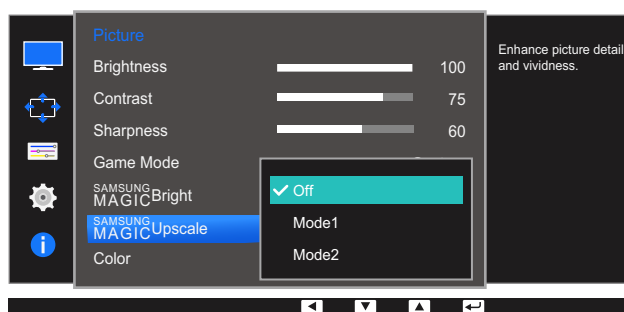 Picture
Enhance picture detail
and vividness.
Brightness 100
Contrast 75
Sharpness 60
Game Mode
SAMSUNG
MAGICBright
Off
SAMSUNG
MAGICUpscale
Mode1
Color
Mode2
i